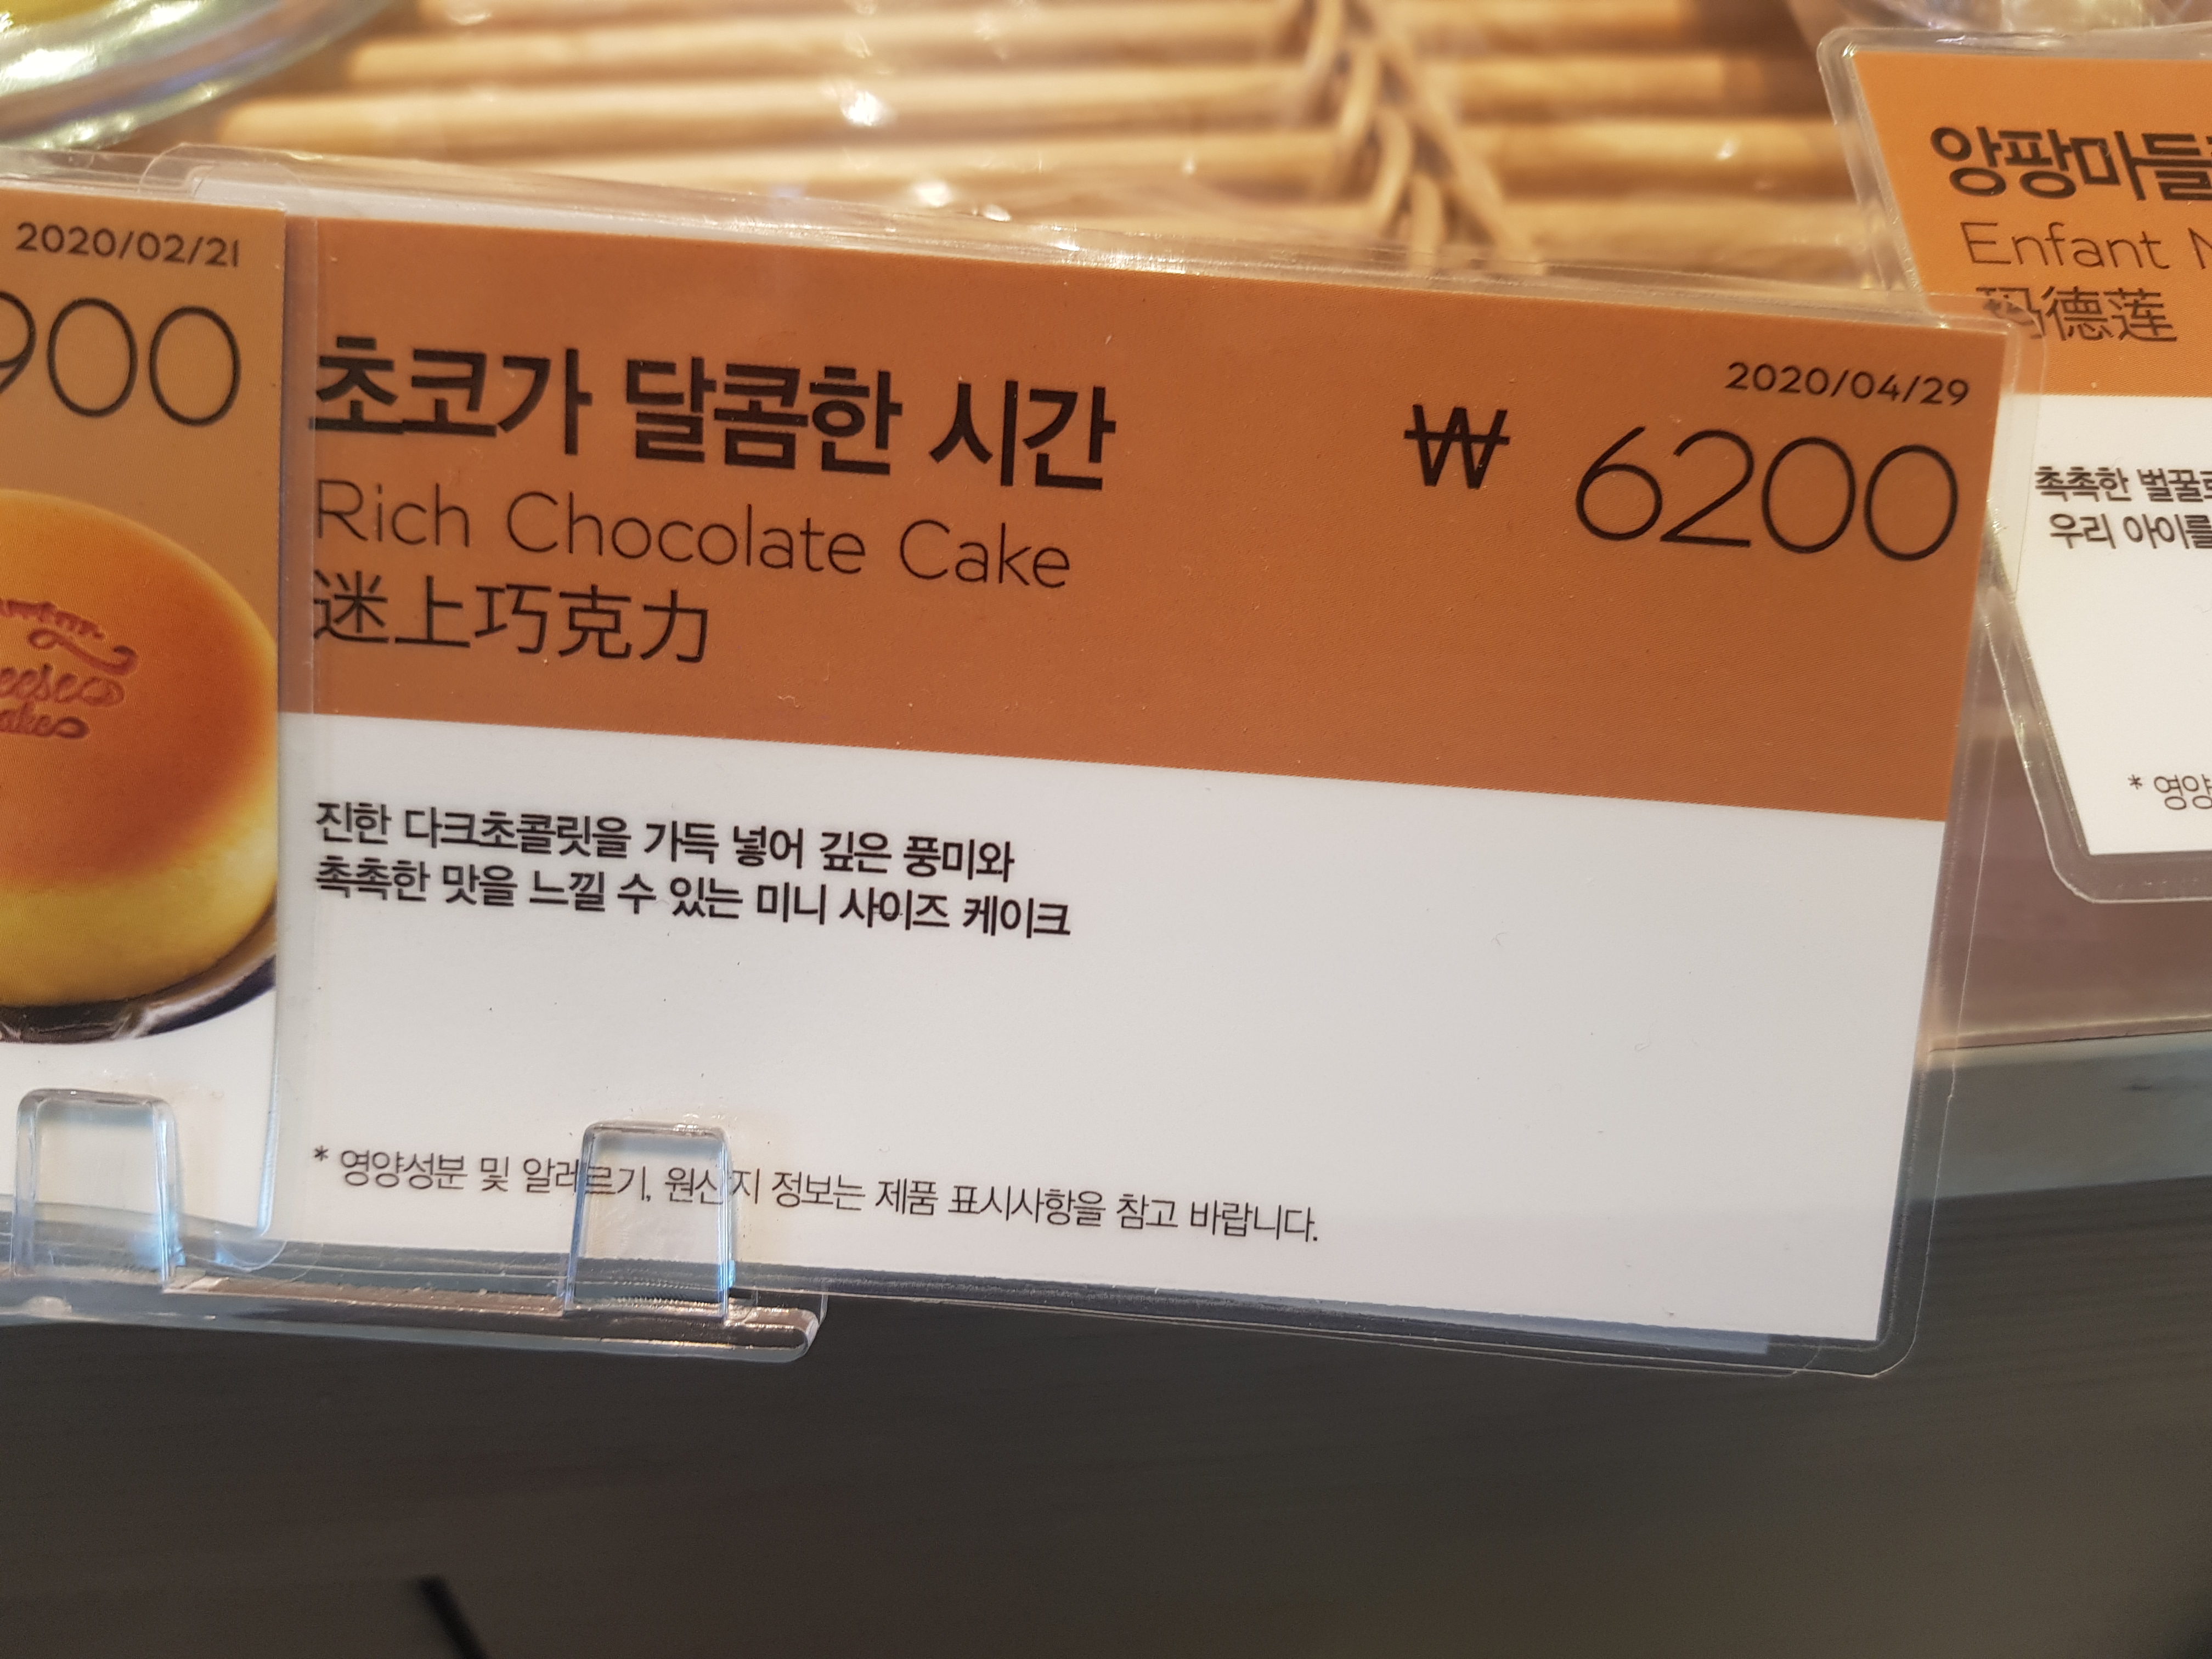 2020/02/21
900
초코가 달콤한 시간
Rich Chocolate Cake
迷上巧克力
2020/04/29
₩ 6200
진한 다크초콜릿을 가득 넣어 깊은 풍미와
촉촉한 맛을 느낄 수 있는 미니 사이즈 케이크
* 영양성분 및 알레르기, 원산지 정보는 제품 표시사항을 참고 바랍니다.
앙팡마들
Enfant
玛德莲
촉촉한 벌꿀
우리 아이를
* 영양